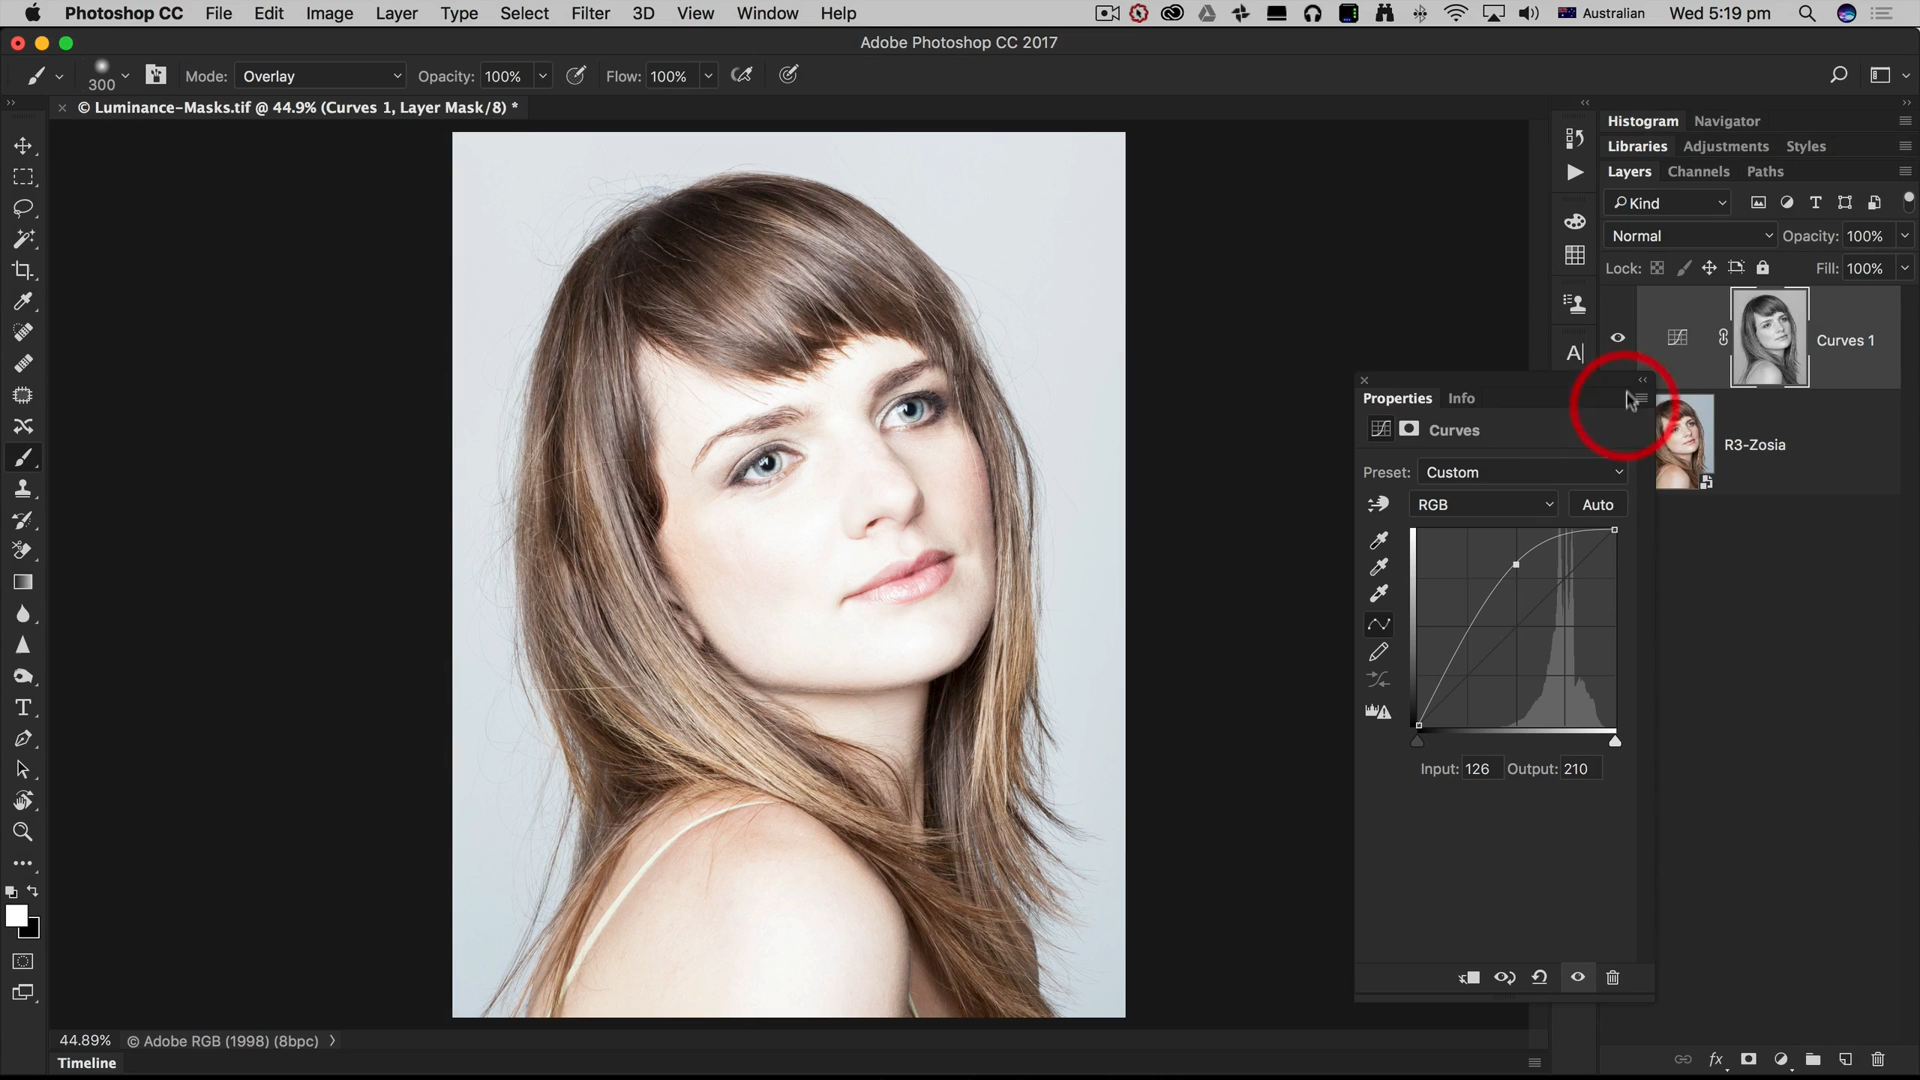 Photoshop CC File Edit Image Layer Type Select Filter 3D View Window Help Australian Wed 5:19 pm
Adobe Photoshop CC 2017
300 Mode: Overlay Opacity: 100% Flow: 100%
© Luminance-Masks.tif @ 44.9% (Curves 1, Layer Mask/8) *
Histogram Navigator
Libraries Adjustments Styles
Layers Channels Paths
Kind
Normal Opacity: 100%
Lock: Fill: 100%
Curves 1
R3-Zosia
Properties Info
Curves
Preset: Custom
RGB Auto
Input: 126 Output: 210
44.89% © Adobe RGB (1998) (8bpc)
Timeline